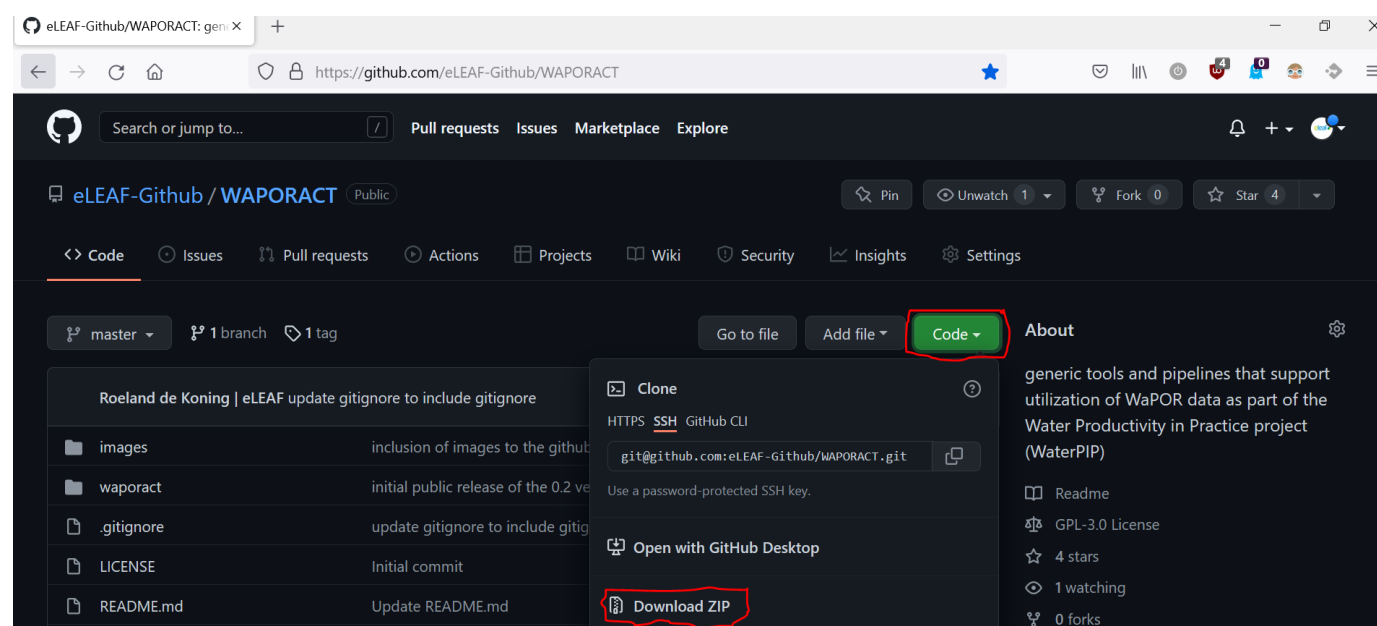 eLEAF-Github/WAPORACT: gen
https://github.com/eLEAF-Github/WAPORACT
4
0
Search or jump to...
/
Pull requests Issues Marketplace Explore
eLEAF-Github / WAPORACT Public
Pin
Unwatch 1
Fork 0
Star 4
<> Code Issues Pull requests Actions Projects Wiki Security Insights Settings
master 1 branch 1 tag
Go to file Add file Code
About
generic tools and pipelines that support
utilization of WaPOR data as part of the
Water Productivity in Practice project
(WaterPIP)
Readme
GPL-3.0 License
4 stars
1 watching
0 forks
Roeland de Koning | eLEAF update gitignore to include gitignore
images inclusion of images to the githu
waporact initial public release of the 0.2 ve
.gitignore update gitignore to include gitig
LICENSE Initial commit
README.md Update README.md
Clone
HTTPS SSH GitHub CLI
git@github.com:eLEAF-Github/WAPORACT.git
Use a password-protected SSH key.
Open with GitHub Desktop
Download ZIP